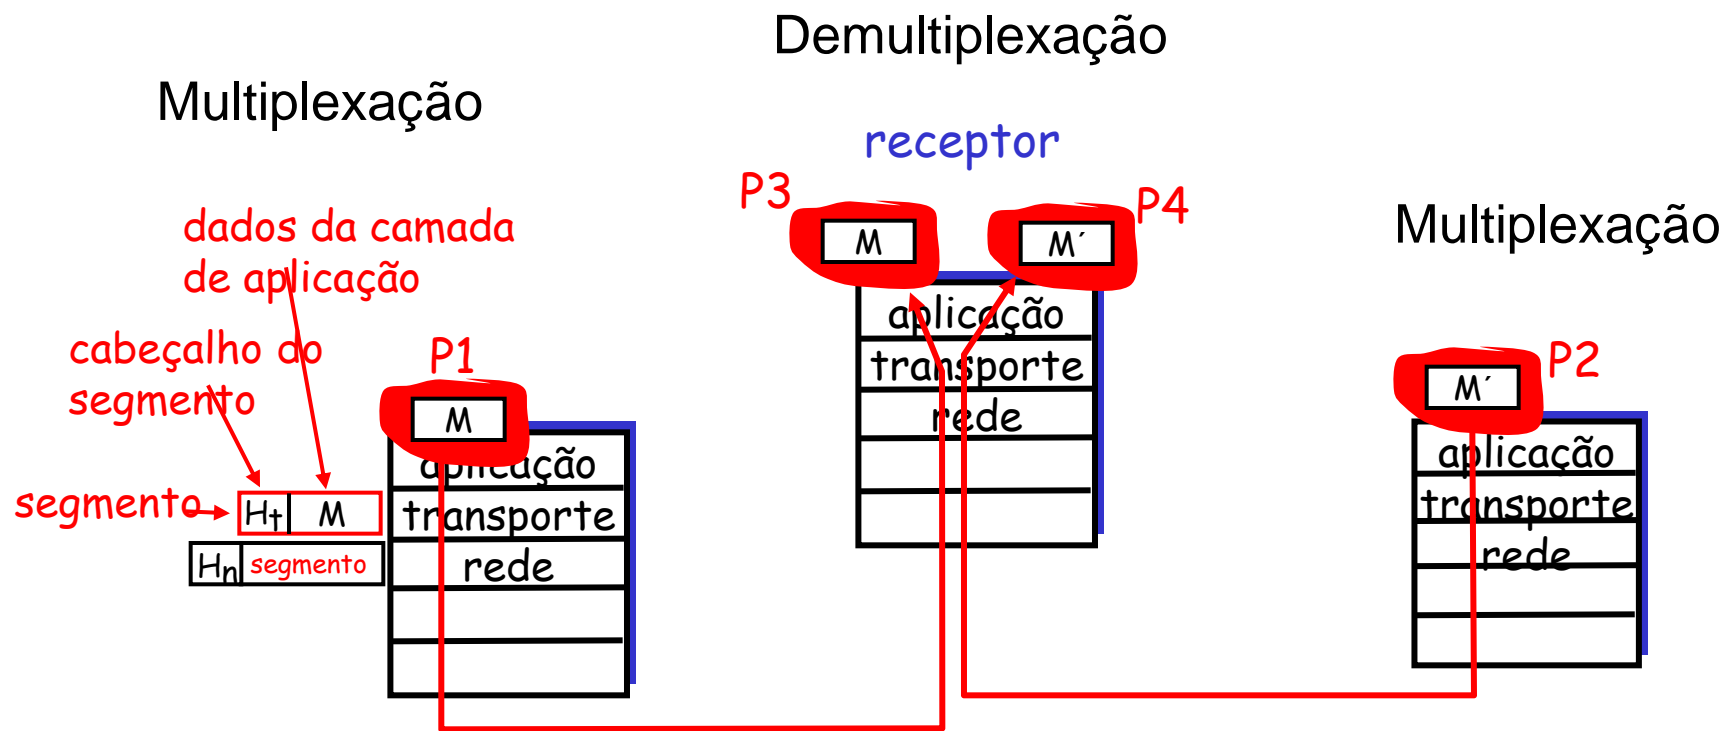 Demultiplexação
Multiplexação
receptor
P3
P4
Multiplexação
dados da camada
de aplicação
M
M´
cabeçalho do
segmento
P1
aplicação
transporte
rede
P2
M´
M
aplicação
transporte
rede
segmento
Ht M
Hn segmento
aplicação
transporte
rede